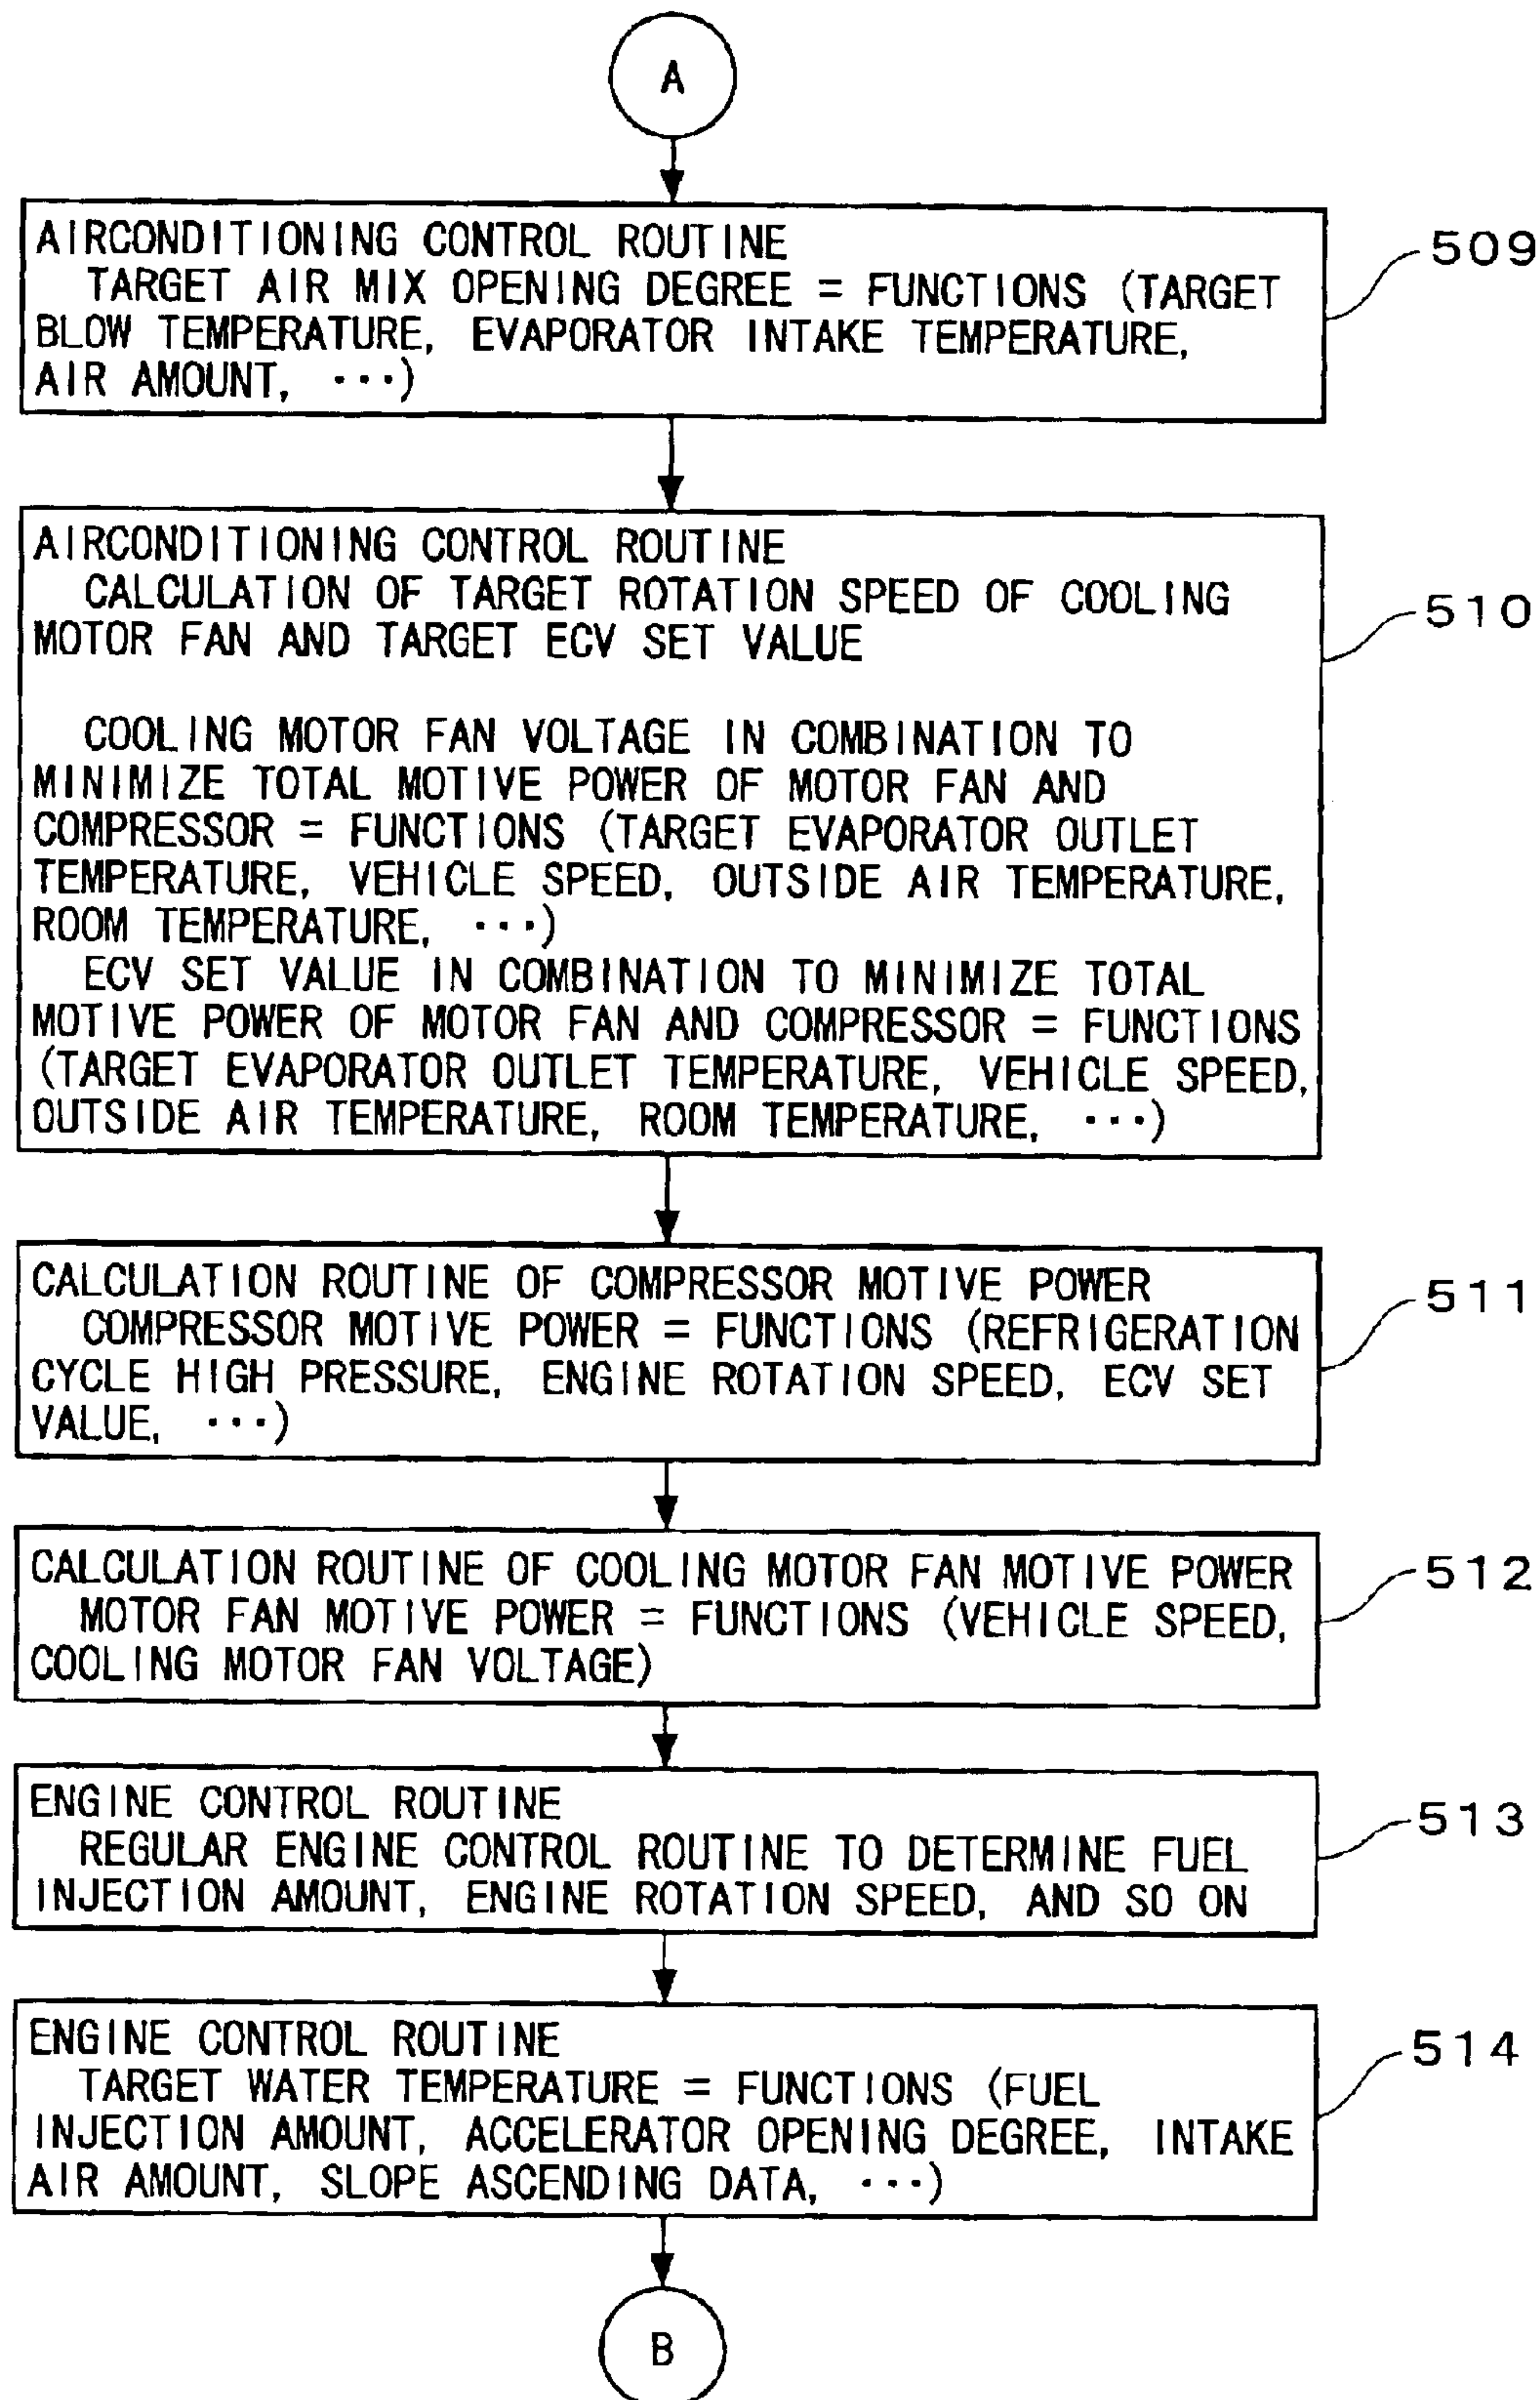 A
AIRCONDITIONING CONTROL ROUTINE
TARGET AIR MIX OPENING DEGREE = FUNCTIONS (TARGET
BLOW TEMPERATURE, EVAPORATOR INTAKE TEMPERATURE,
AIR AMOUNT, ···)
509
AIRCONDITIONING CONTROL ROUTINE
CALCULATION OF TARGET ROTATION SPEED OF COOLING
MOTOR FAN AND TARGET ECV SET VALUE
COOLING MOTOR FAN VOLTAGE IN COMBINATION TO
MINIMIZE TOTAL MOTIVE POWER OF MOTOR FAN AND
COMPRESSOR = FUNCTIONS (TARGET EVAPORATOR OUTLET
TEMPERATURE, VEHICLE SPEED, OUTSIDE AIR TEMPERATURE,
ROOM TEMPERATURE, ···)
ECV SET VALUE IN COMBINATION TO MINIMIZE TOTAL
MOTIVE POWER OF MOTOR FAN AND COMPRESSOR = FUNCTIONS
(TARGET EVAPORATOR OUTLET TEMPERATURE, VEHICLE SPEED,
OUTSIDE AIR TEMPERATURE, ROOM TEMPERATURE, ···)
510
CALCULATION ROUTINE OF COMPRESSOR MOTIVE POWER
COMPRESSOR MOTIVE POWER = FUNCTIONS (REFRIGERATION
CYCLE HIGH PRESSURE, ENGINE ROTATION SPEED, ECV SET
VALUE, ···)
511
CALCULATION ROUTINE OF COOLING MOTOR FAN MOTIVE POWER
MOTOR FAN MOTIVE POWER = FUNCTIONS (VEHICLE SPEED,
COOLING MOTOR FAN VOLTAGE)
512
ENGINE CONTROL ROUTINE
REGULAR ENGINE CONTROL ROUTINE TO DETERMINE FUEL
INJECTION AMOUNT, ENGINE ROTATION SPEED, AND SO ON
513
ENGINE CONTROL ROUTINE
TARGET WATER TEMPERATURE = FUNCTIONS (FUEL
INJECTION AMOUNT, ACCELERATOR OPENING DEGREE, INTAKE
AIR AMOUNT, SLOPE ASCENDING DATA, ···)
514
B